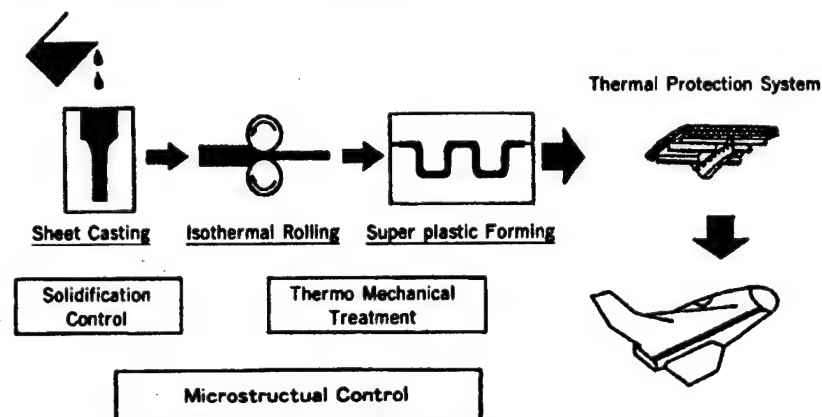 Thermal Protection System
Sheet Casting
Isothermal Rolling
Super plastic Forming
Solidification
Control
Thermo Mechanical
Treatment
Microstructual Control